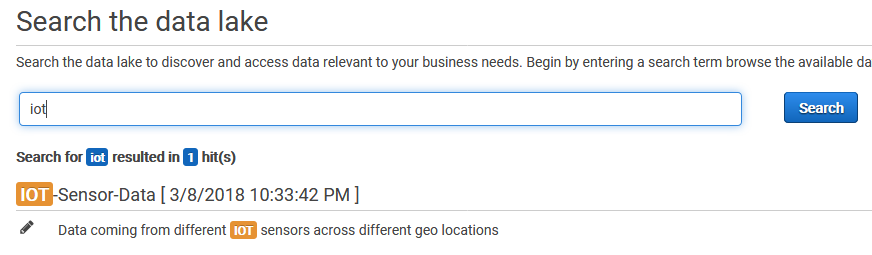 Search the data lake
Search the data lake to discover and access data relevant to your business needs. Begin by entering a search term browse the available da
iot
Search
Search for iot resulted in 1 hit(s)
IOT-Sensor-Data [ 3/8/2018 10:33:42 PM ]
Data coming from different IOT sensors across different geo locations